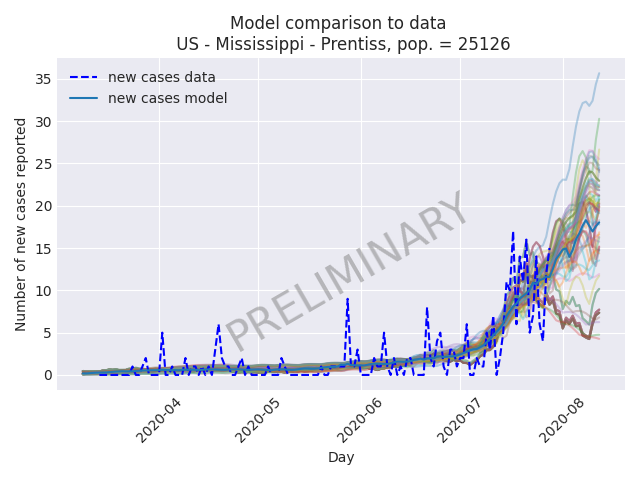 Model comparison to data
US - Mississippi - Prentiss, pop. = 25126
new cases data
new cases model
PRELIMINARY
Number of new cases reported
35
30
25
20
15
10
5
0
2020-04
2020-05
2020-06
2020-07
2020-08
Day